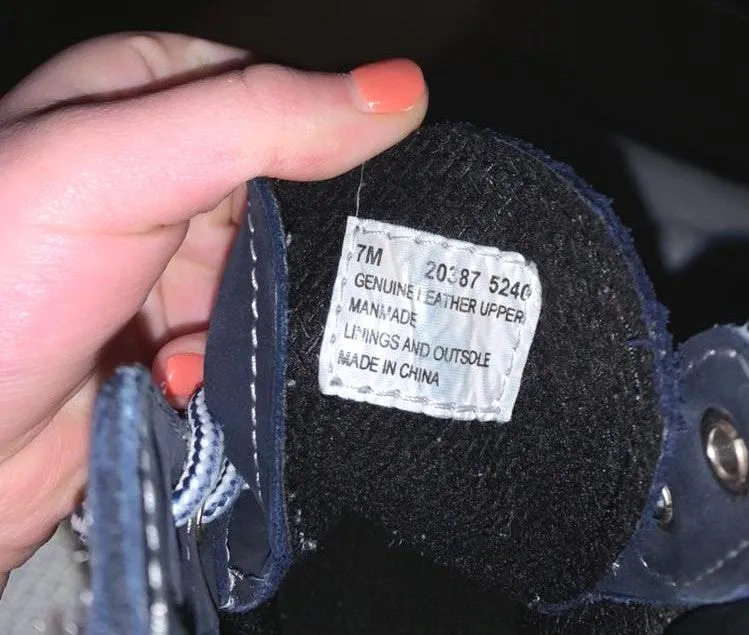 7M 20387 5240
GENUINE LEATHER UPPER
MANMADE
LININGS AND OUTSOLE
MADE IN CHINA